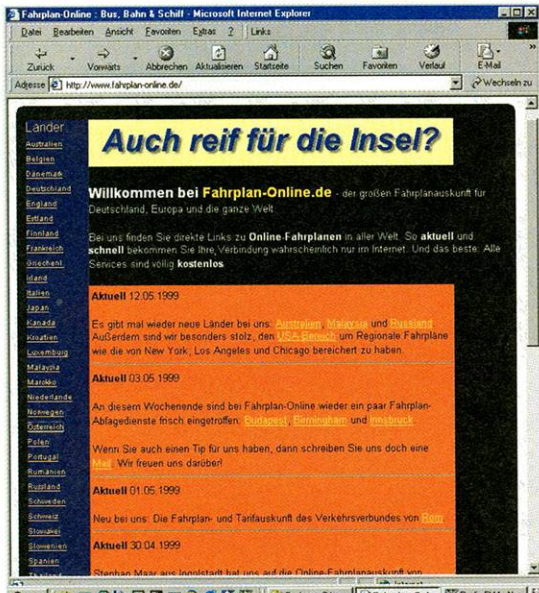 Fahrplan-Online : Bus, Bahn & Schiff - Microsoft Internet Explorer
Datei Bearbeiten Ansicht Favoriten Extras ? Links
Zurück Vorwärts Abbrechen Aktualisieren Startseite Suchen Favoriten Verlauf E-Mail
Adresse http://www.fahrplan-online.de/ Wechseln zu
Länder
Australien
Belgien
Dänemark
Deutschland
England
Estland
Finnland
Frankreich
Griechenl.
Irland
Italien
Japan
Kanada
Kroatien
Luxemburg
Malaysia
Marokko
Niederlande
Norwegen
Österreich
Polen
Portugal
Rumänien
Russland
Schweden
Schweiz
Slowakei
Slowenien
Spanien
Auch reif für die Insel?
Willkommen bei Fahrplan-Online.de - der großen Fahrplanauskunft für
Deutschland, Europa und die ganze Welt.
Bei uns finden Sie direkte Links zu Online-Fahrplänen in aller Welt. So aktuell und
schnell bekommen Sie Ihre Verbindung wahrscheinlich nur im Internet. Und das beste: Alle
Services sind völlig kostenlos.
Aktuell 12.05.1999
Es gibt mal wieder neue Länder bei uns: Australien, Malaysia und Russland
Außerdem sind wir besonders stolz, den USA-Bereich um Regionale Fahrpläne
wie die von New York, Los Angeles und Chicago bereichert zu haben.
Aktuell 03.05.1999
An diesem Wochenende sind bei Fahrplan-Online wieder ein paar Fahrplan-
Abfragedienste frisch eingetroffen: Budapest, Birmingham und Innsbruck
Wenn Sie auch einen Tip für uns haben, dann schreiben Sie uns doch eine
Mail. Wir freuen uns darüber!
Aktuell 01.05.1999
Neu bei uns: Die Fahrplan- und Tarifauskunft des Verkehrsverbundes von Rom
Aktuell 30.04.1999
Stephan Maar aus Ingolstadt hat uns auf die Online-Fahrplanauskunft von
Internet